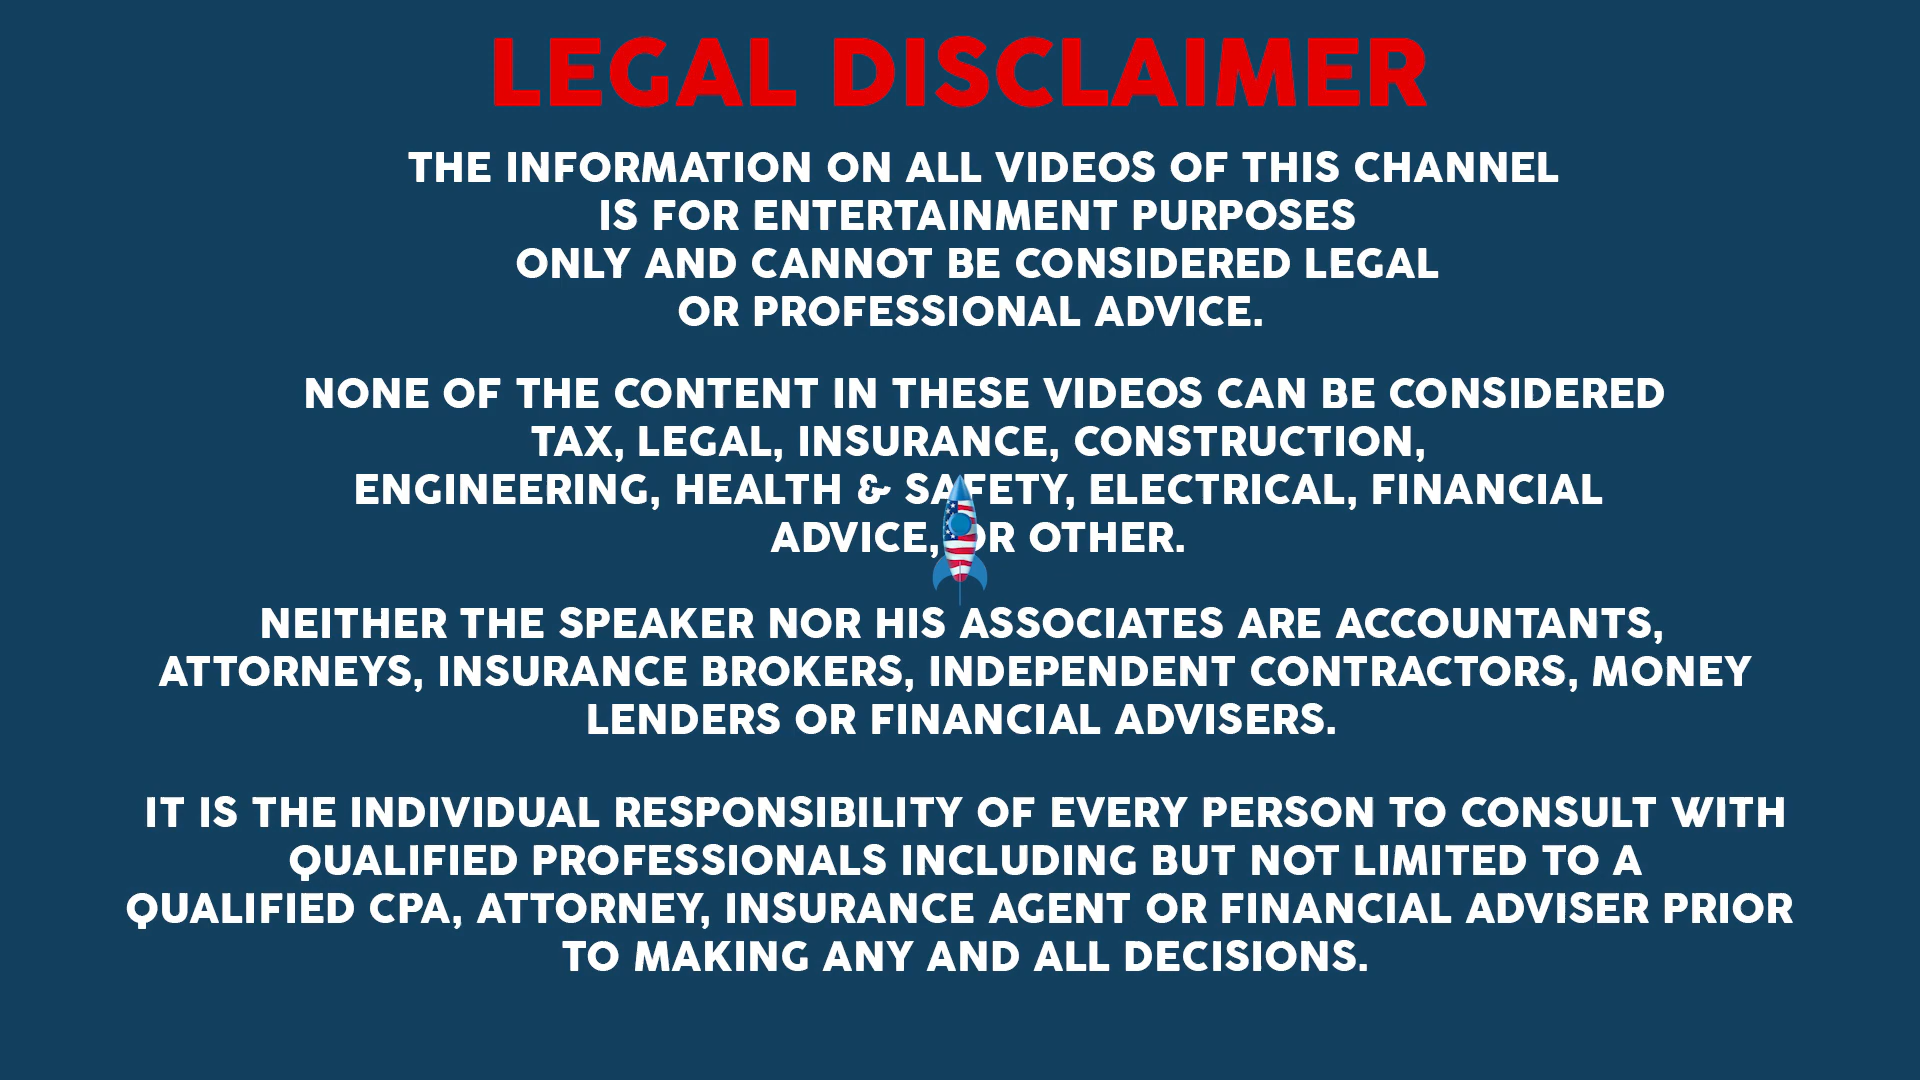 LEGAL DISCLAIMER
THE INFORMATION ON ALL VIDEOS OF THIS CHANNEL
IS FOR ENTERTAINMENT PURPOSES
ONLY AND CANNOT BE CONSIDERED LEGAL
OR PROFESSIONAL ADVICE.
NONE OF THE CONTENT IN THESE VIDEOS CAN BE CONSIDERED
TAX, LEGAL, INSURANCE, CONSTRUCTION,
ENGINEERING, HEALTH & SAFETY, ELECTRICAL, FINANCIAL
ADVICE, OR OTHER.
NEITHER THE SPEAKER NOR HIS ASSOCIATES ARE ACCOUNTANTS,
ATTORNEYS, INSURANCE BROKERS, INDEPENDENT CONTRACTORS, MONEY
LENDERS OR FINANCIAL ADVISERS.
IT IS THE INDIVIDUAL RESPONSIBILITY OF EVERY PERSON TO CONSULT WITH
QUALIFIED PROFESSIONALS INCLUDING BUT NOT LIMITED TO A
QUALIFIED CPA, ATTORNEY, INSURANCE AGENT OR FINANCIAL ADVISER PRIOR
TO MAKING ANY AND ALL DECISIONS.